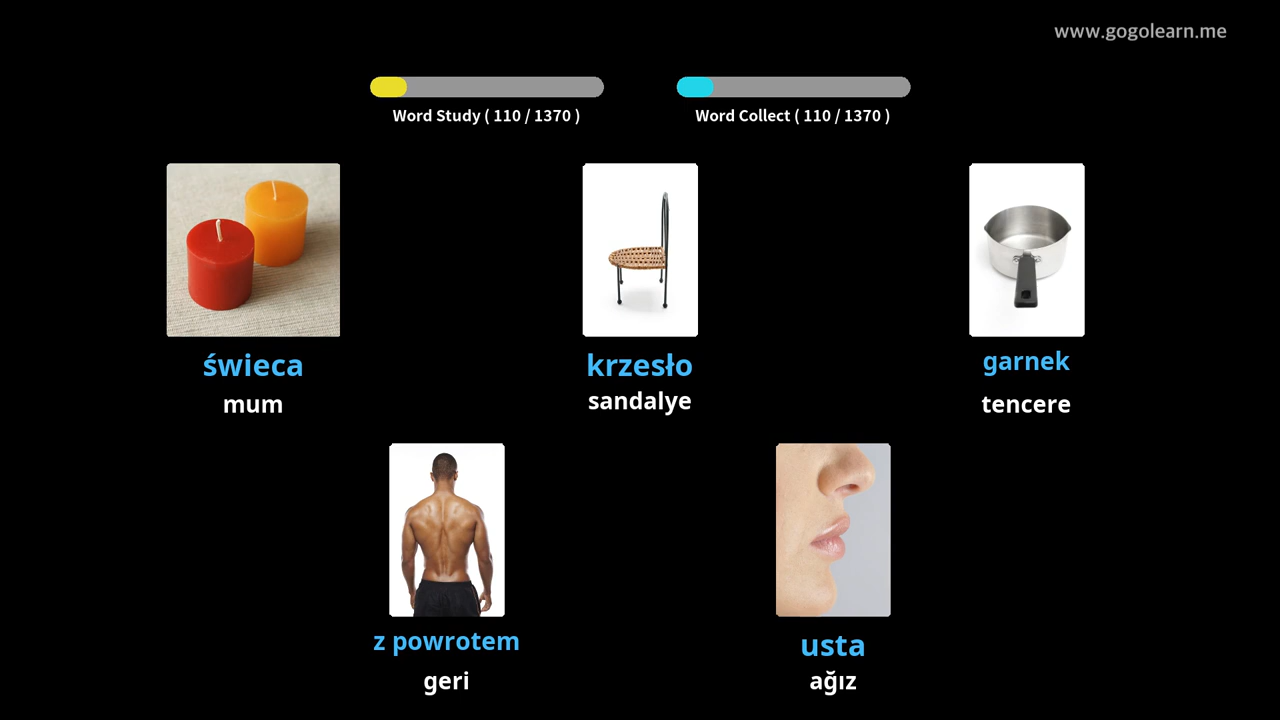 www.gogolearn.me
Word Study ( 110 / 1370 )
Word Collect ( 110 / 1370 )
świeca
mum
krzesło
sandalye
garnek
tencere
z powrotem
geri
usta
ağız